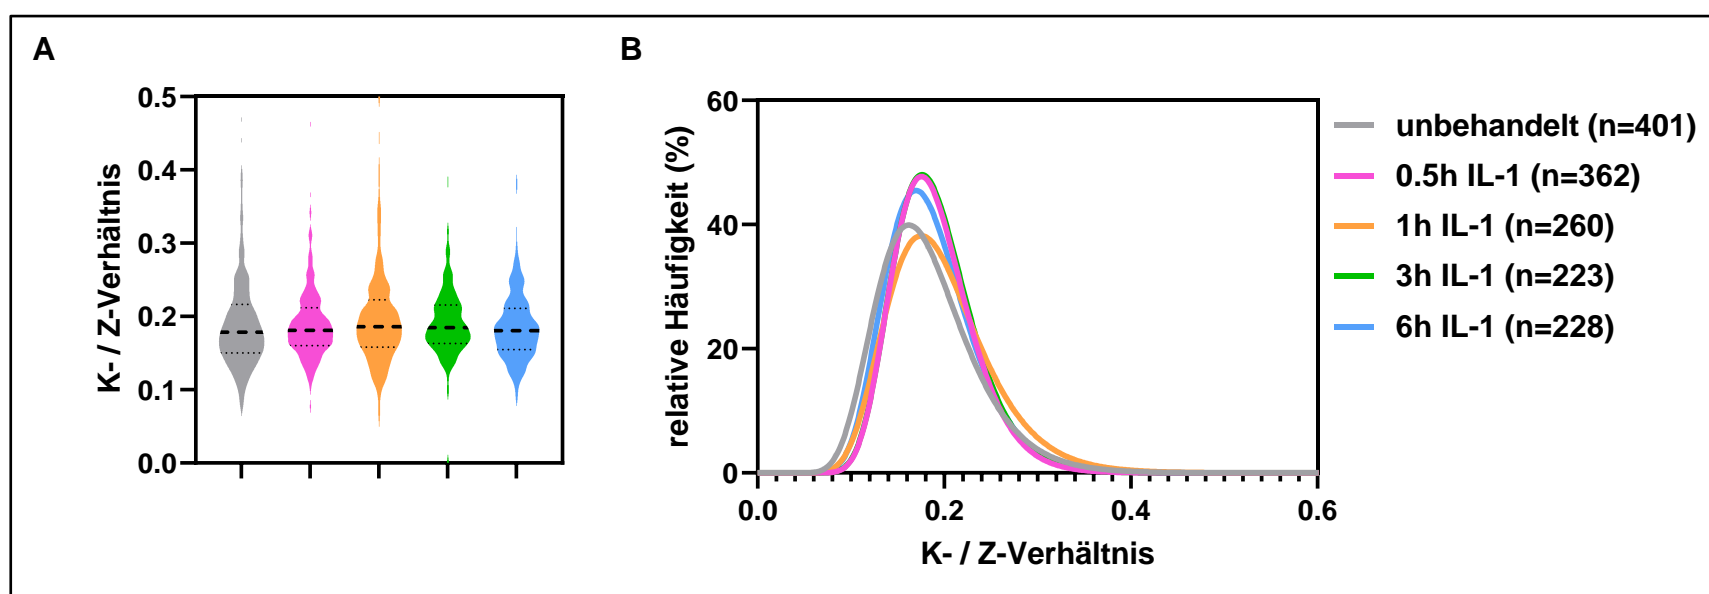 A
B
0.5
0.4
0.3
0.2
0.1
0.0
K- / Z-Verhältnis
60
40
20
0
relative Häufigkeit (%)
0.0
0.2
0.4
0.6
K- / Z-Verhältnis
unbehandelt (n=401)
0.5h IL-1 (n=362)
1h IL-1 (n=260)
3h IL-1 (n=223)
6h IL-1 (n=228)